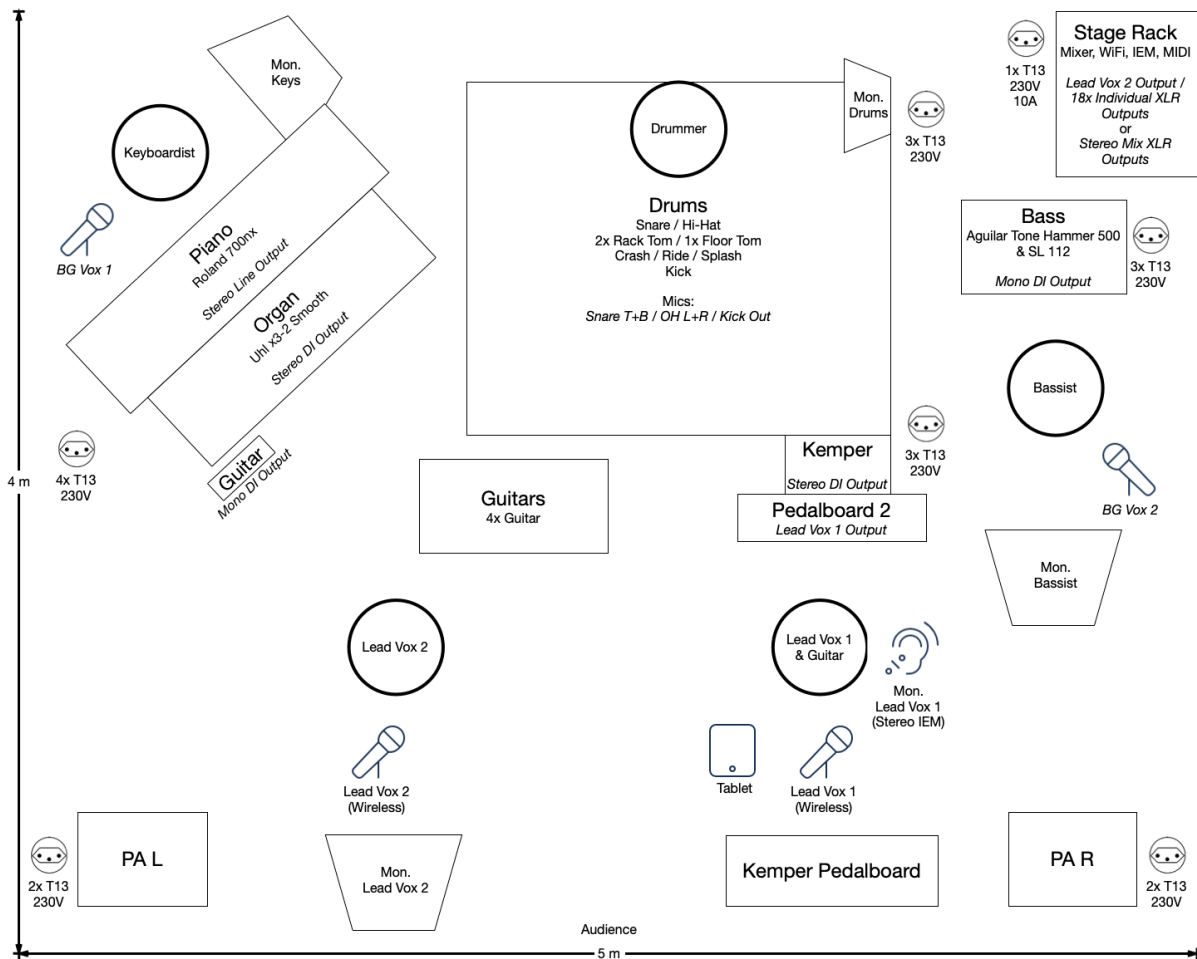 Mon.
Keys
Keyboardist
BG Vox 1
Piano
Roland 700nx
Stereo Line Output
Organ
Uhl x3-2 Smooth
Stereo DI Output
Guitar
Mono DI Output
4x T13
230V
Drummer
Mon.
Drums
3x T13
230V
Drums
Snare / Hi-Hat
2x Rack Tom / 1x Floor Tom
Crash / Ride / Splash
Kick
Mics:
Snare T+B / OH L+R / Kick Out
1x T13
230V
10A
Stage Rack
Mixer, WiFi, IEM, MIDI
Lead Vox 2 Output /
18x Individual XLR
Outputs
or
Stereo Mix XLR
Outputs
Bass
Aguilar Tone Hammer 500
& SL 112
Mono DI Output
3x T13
230V
Bassist
BG Vox 2
Mon.
Bassist
3x T13
230V
Kemper
Stereo DI Output
Pedalboard 2
Lead Vox 1 Output
Guitars
4x Guitar
4 m
Lead Vox 2
Lead Vox 1
& Guitar
Mon.
Lead Vox 1
(Stereo IEM)
Lead Vox 2
(Wireless)
Tablet
Lead Vox 1
(Wireless)
2x T13
230V
PA L
Mon.
Lead Vox 2
Kemper Pedalboard
PA R
2x T13
230V
Audience
5 m